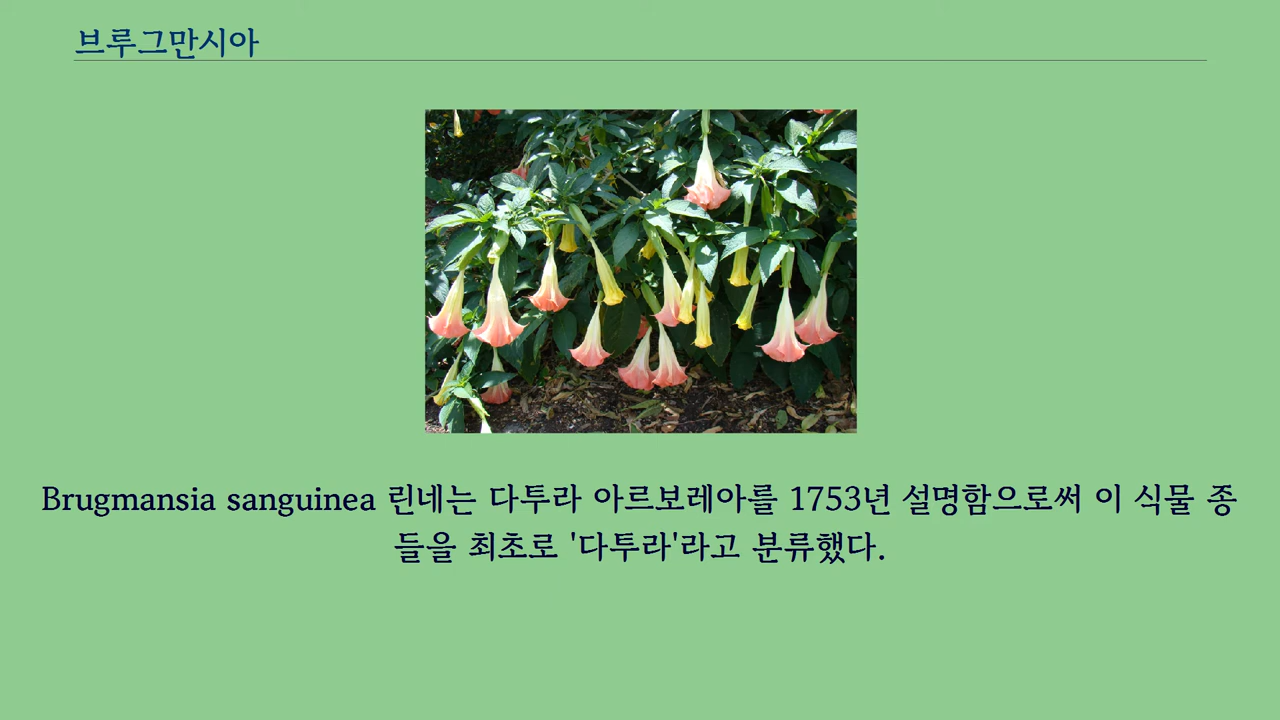 브루그만시아
Brugmansia sanguinea 린네는 다투라 아르보레아를 1753년 설명함으로써 이 식물 종
들을 최초로 '다투라'라고 분류했다.